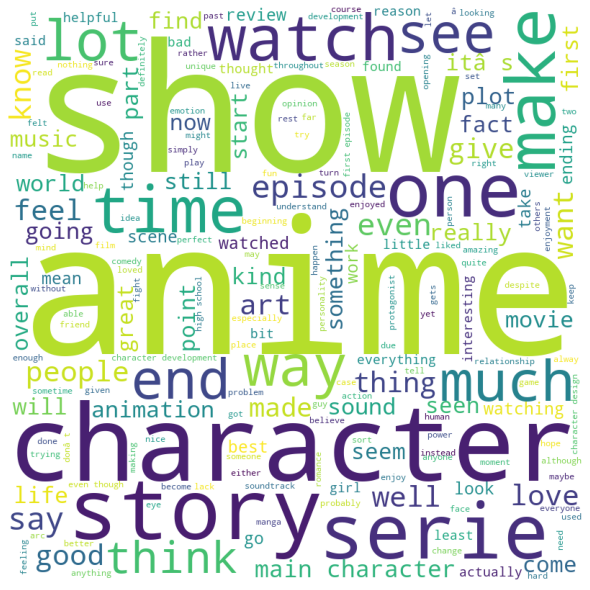 show
anime
character
story
serie
watch
see
lot
make
time
one
way
much
end
think
know
helpful
said
find
review
reason
bad
thought
found
course
past
development
rather
let
looking
definitely
read
nothing
sure
unique
throughout
season
opening
set
put
itâ s
first
plot
fact
give
many
ending
two
music
part
start
live
emotion
opinion
far
felt
use
might
rest
try
first episode
right
viewer
name
though
now
simply
play
turn
fun
understand
enjoyed
person
take
others
enjoyment
want
world
help
still
episode
feel
idea
perfect
beginning
happen
even
really
liked
amazing
quite
going
scene
watched
little
mind
film
may
kind
something
work
yet
gets
interesting
despite
keep
overall
mean
comedy
loved
great
point
fight
sense
art
personality
protagonist
movie
without
able
friend
high school
especially
place
bit
everything
due
relationship
alway
people
enough
character development
thing
case
tell
game
sometime
given
problem
guy
action
seen
watching
character design
will
animation
made
sound
trying
done
donâ t
got
believe
human
power
hope
nice
best
someone
sort
seem
instead
anyone
moment
although
maybe
life
making
even though
either
romance
become
lack
soundtrack
girl
well
enjoy
look
face
love
everyone
used
say
eye
manga
probably
least
change
need
arc
better
go
feeling
anything
good
main character
actually
hard
come